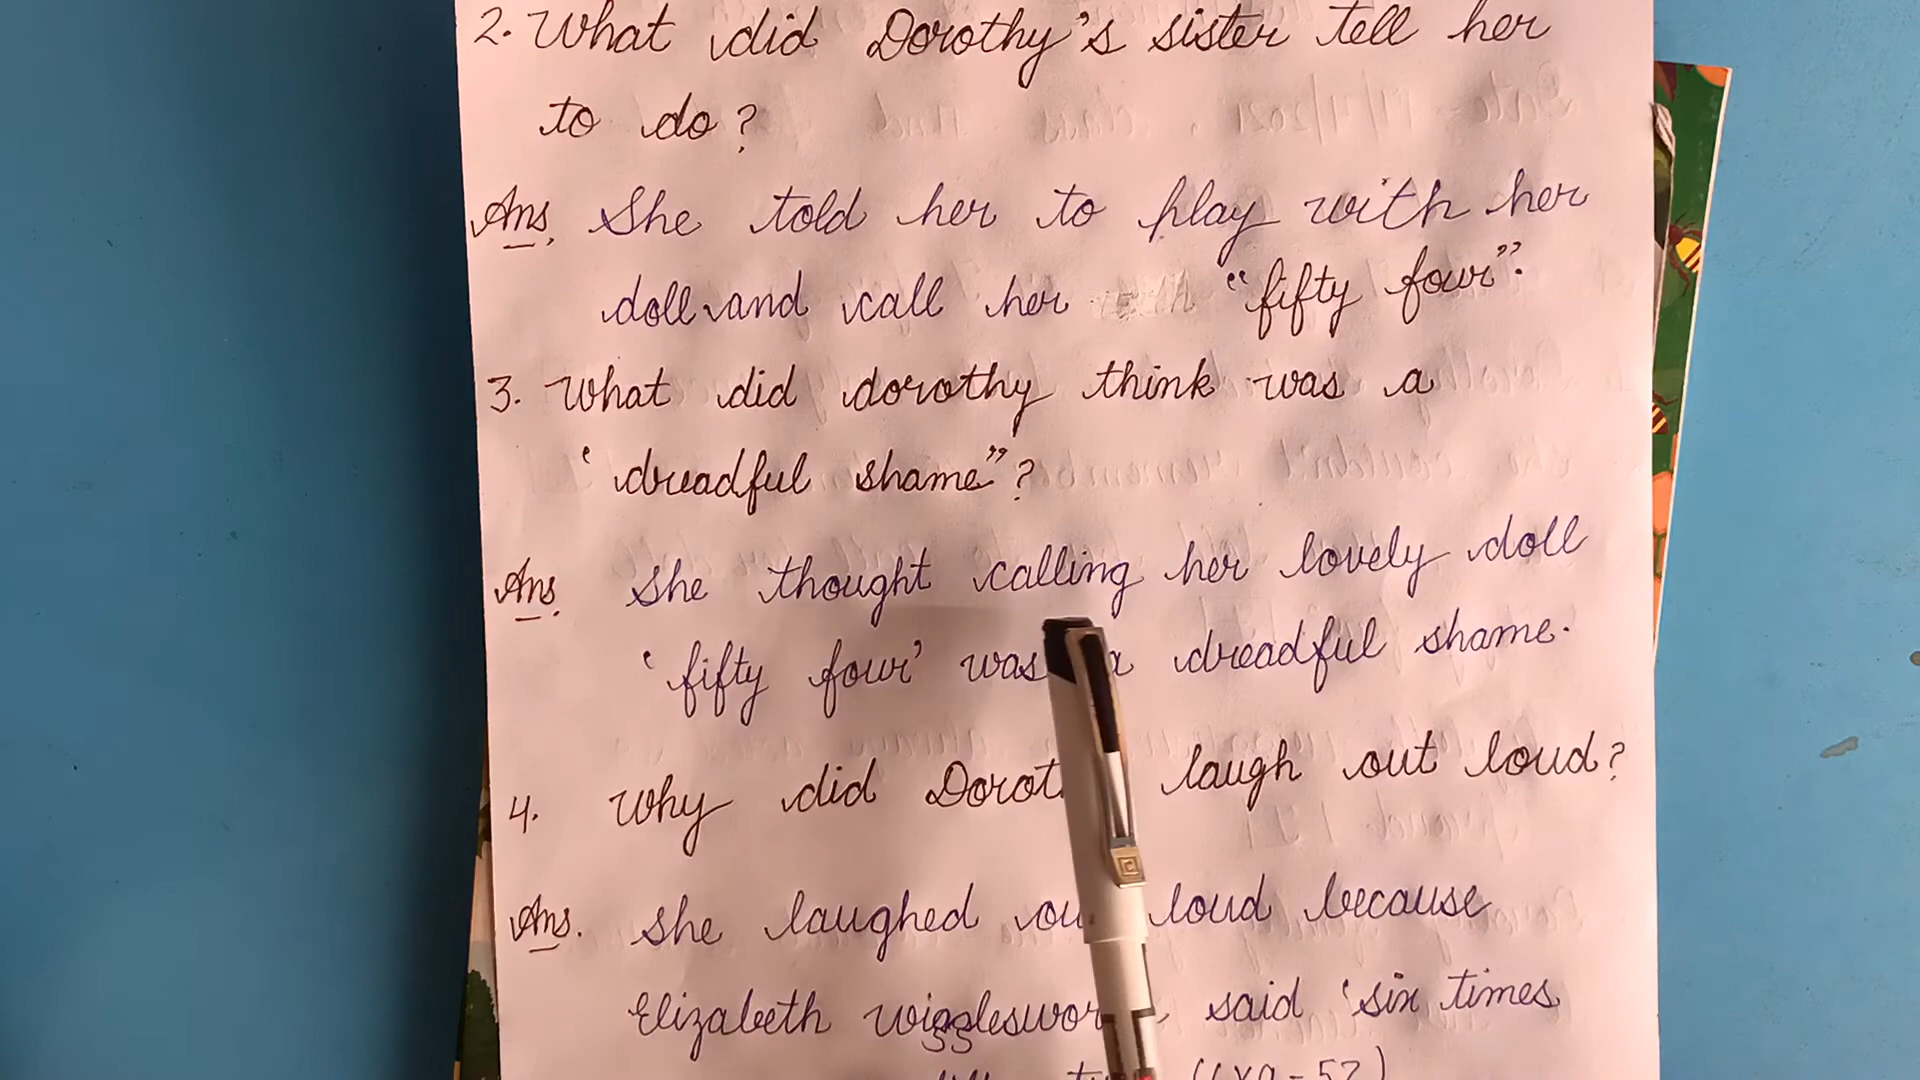 2. What did Dorothy's sister tell her
to do?
Ans. She told her to play with her
doll and call her "fifty four".
3. What did dorothy think was a
'dreadful shame"?
Ans. She thought calling her lovely doll
'fifty four' was a dreadful shame.
4. Why did Dorot laugh out loud?
Ans. She laughed ou loud because
Elizabeth wiggleswor said 'six times